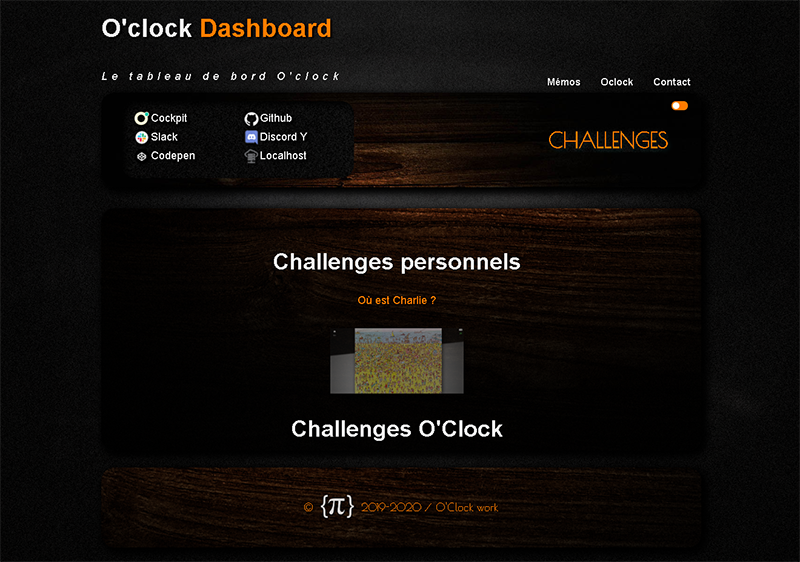 O'clock Dashboard
Le tableau de bord O'clock
Mémos Oclock Contact
Cockpit Github
Slack Discord Y
Codepen Localhost
CHALLENGES
Challenges personnels
Où est Charlie ?
Challenges O'Clock
© {π} 2019-2020 / O'Clock work